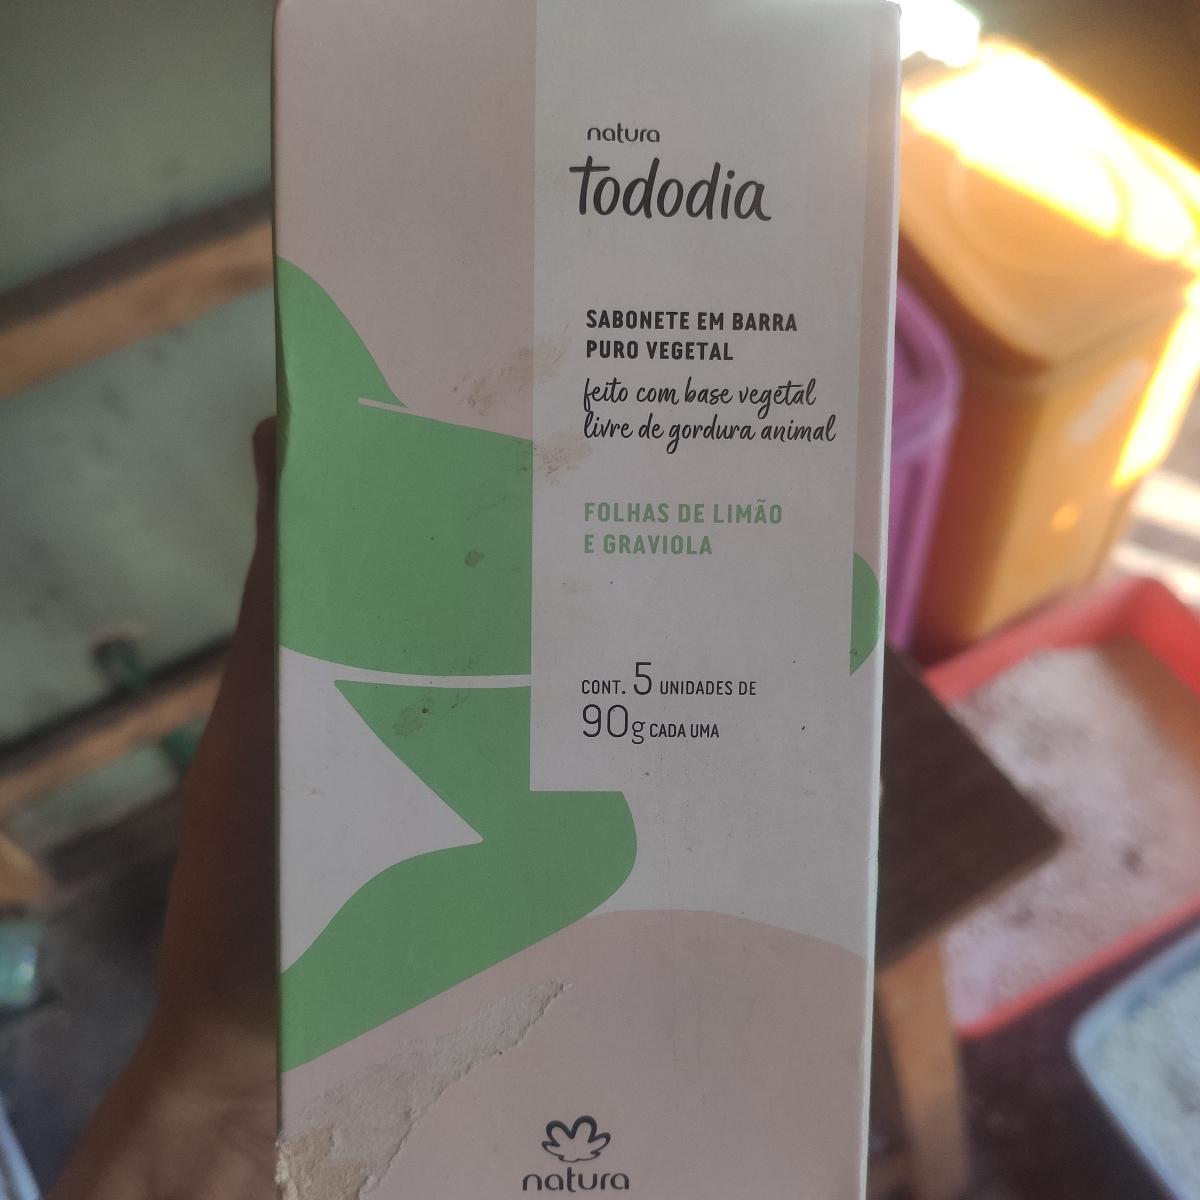 natura
tododia
SABONETE EM BARRA
PURO VEGETAL
feito com base vegetal
livre de gordura animal
FOLHAS DE LIMÃO
E GRAVIOLA
CONT. 5 UNIDADES DE
90g CADA UMA
natura